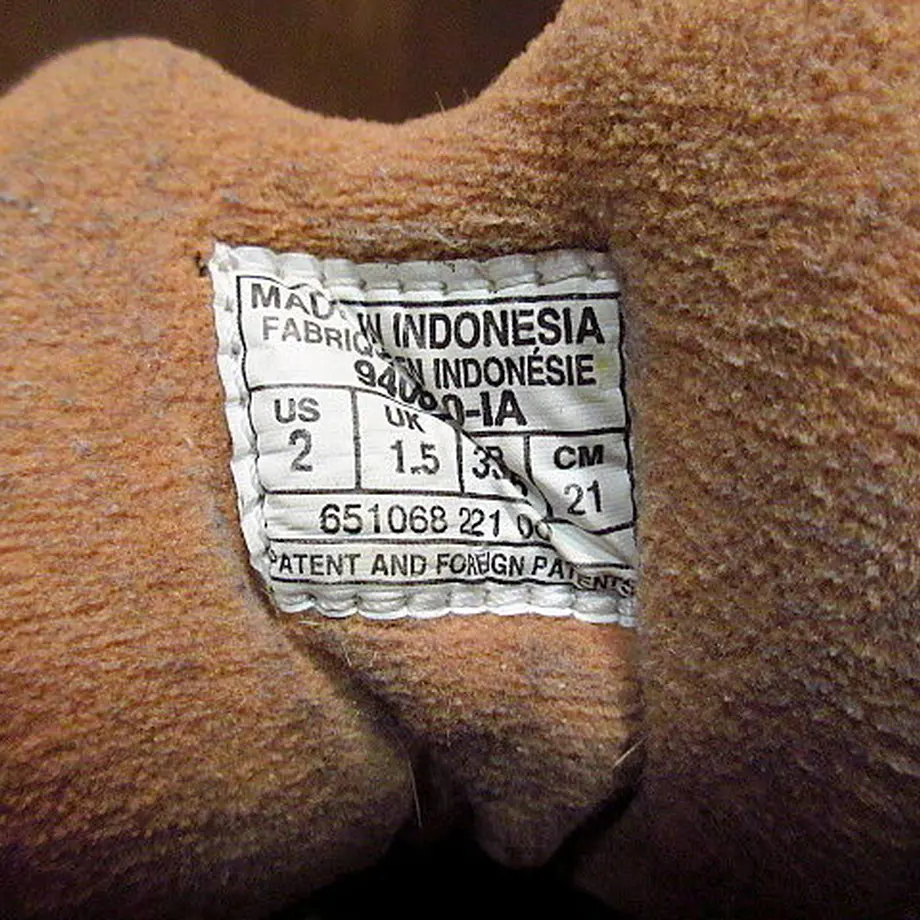 MADE IN INDONESIA
FABRIQUÉ EN INDONÉSIE
US UK CM
2 1.5 21
651068 221
PATENT AND FOREIGN PATENTS